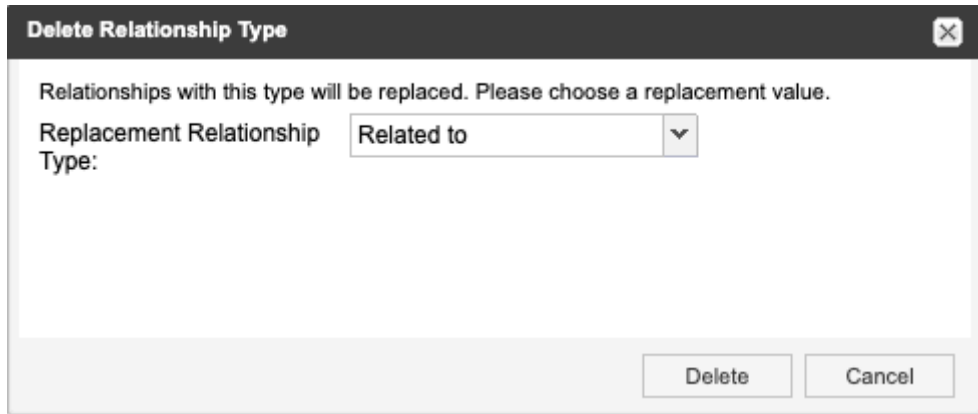 Delete Relationship Type
Relationships with this type will be replaced. Please choose a replacement value.
Replacement Relationship
Type:
Related to
Delete
Cancel